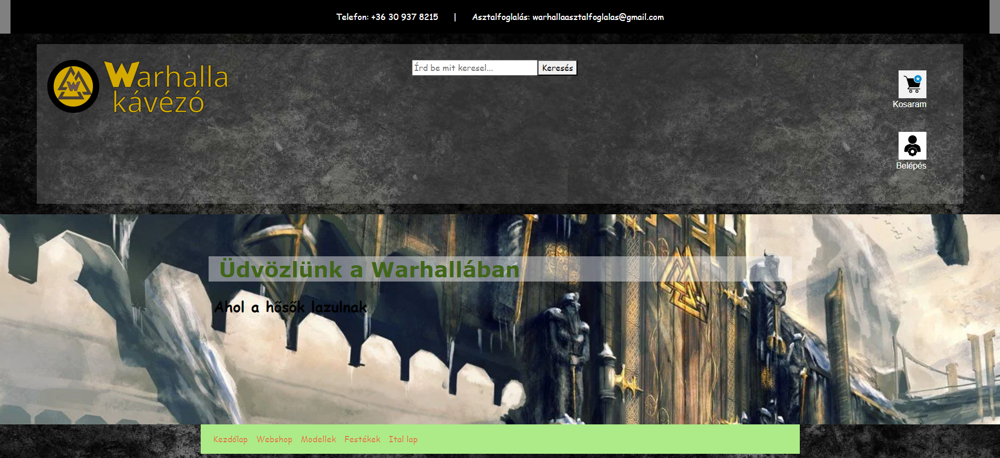 Telefon: +36 30 937 8215 | Asztalfoglalás: warhallaasztalfoglalas@gmail.com
Warhalla
kávézó
W
Írd be mit keresel... Keresés
Kosaram
Belépés
Üdvözlünk a Warhallában
Ahol a hősök lazulnak
Kezdőlap Webshop Modellek Festékek Ital lap